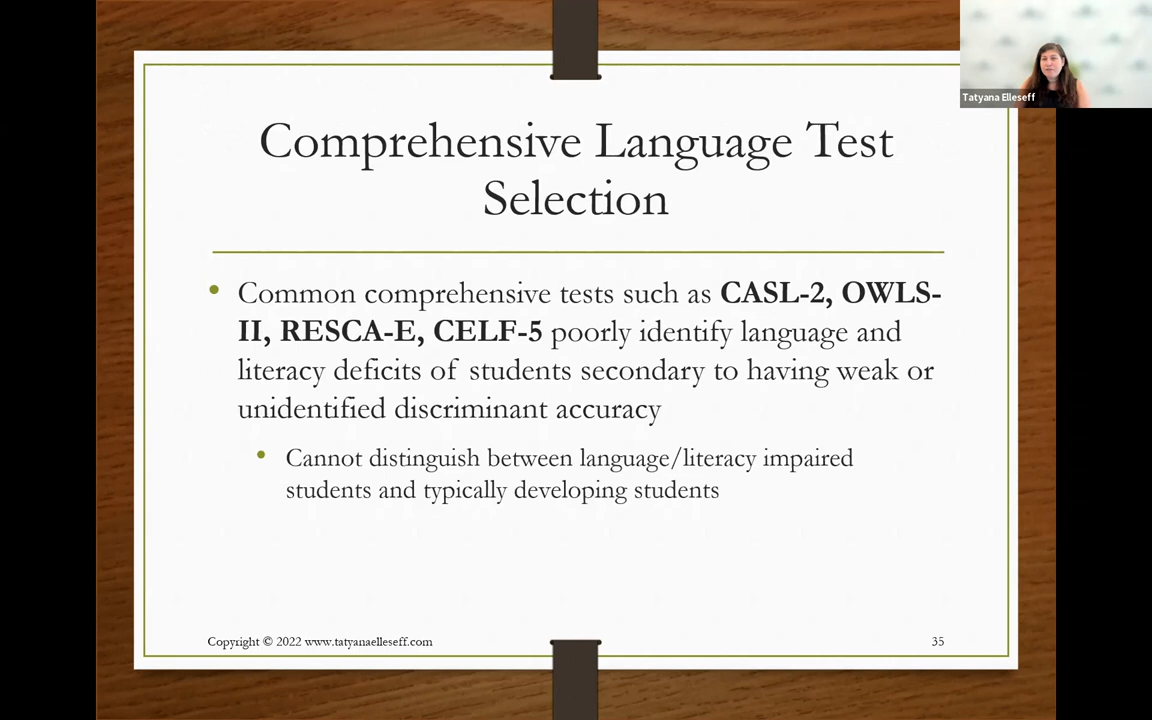 Tatyana Elleseff
Comprehensive Language Test
Selection
• Common comprehensive tests such as CASL-2, OWLS-
II, RESCA-E, CELF-5 poorly identify language and
literacy deficits of students secondary to having weak or
unidentified discriminant accuracy
• Cannot distinguish between language/literacy impaired
students and typically developing students
Copyright © 2022 www.tatyanaelleseff.com
35